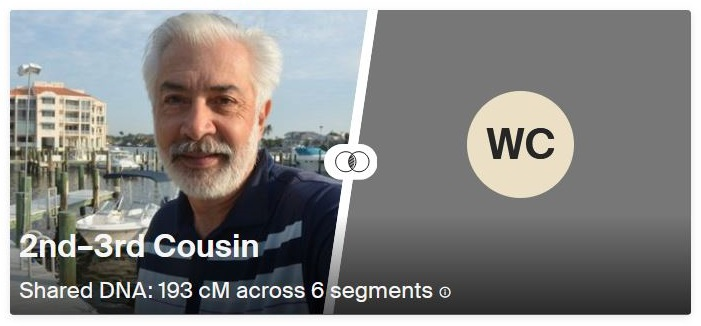 WC
2nd–3rd Cousin
Shared DNA: 193 cM across 6 segments